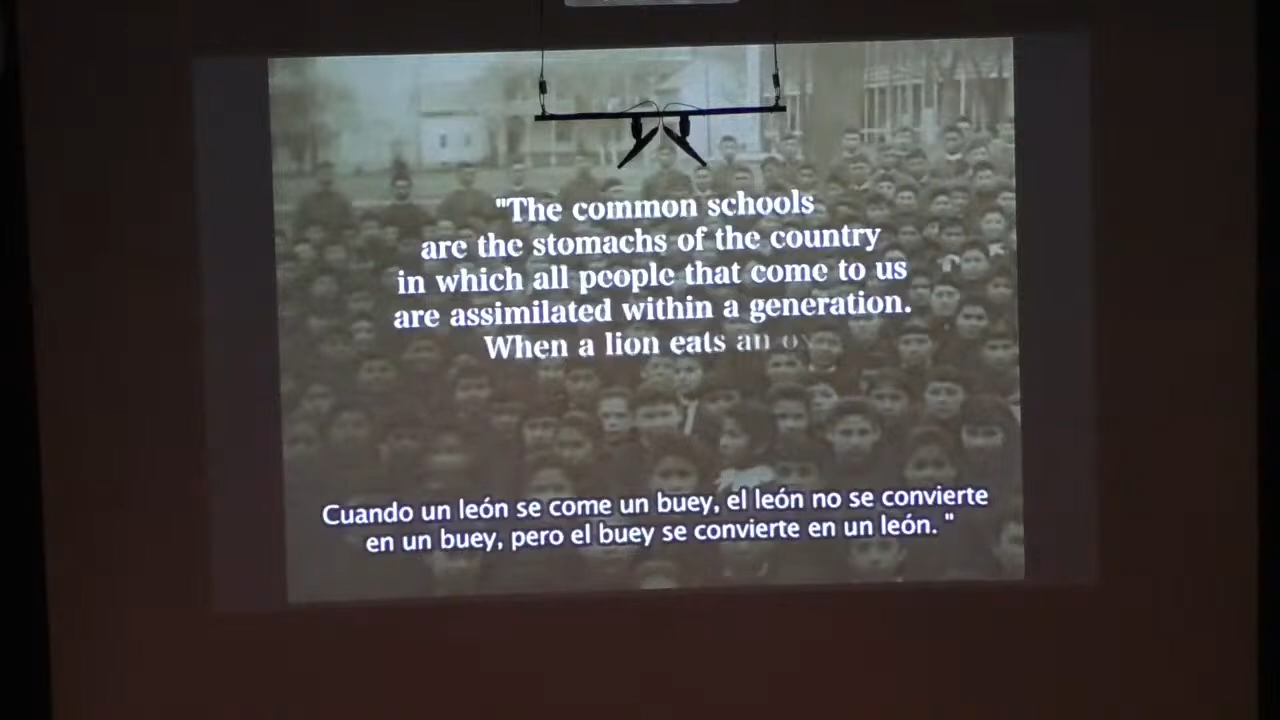 "The common schools
are the stomachs of the country
in which all people that come to us
are assimilated within a generation.
When a lion eats an
Cuando un león se come un buey, el león no se convierte
en un buey, pero el buey se convierte en un león. "